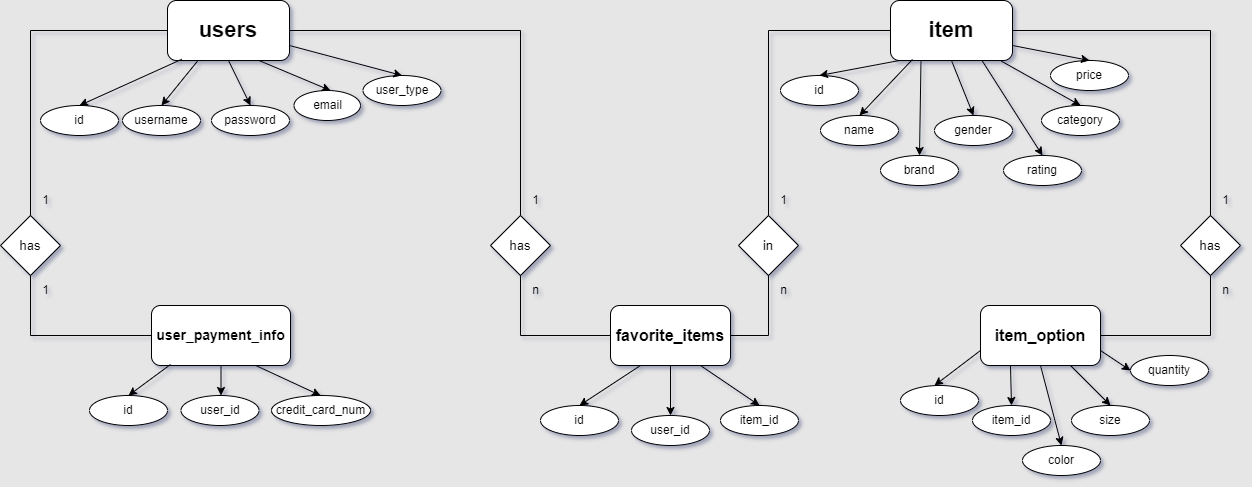 users
item
id
username
password
email
user_type
id
name
brand
gender
rating
category
price
1
1
1
1
has
has
in
has
1
n
n
n
user_payment_info
favorite_items
item_option
id
user_id
credit_card_num
id
user_id
item_id
id
item_id
color
size
quantity